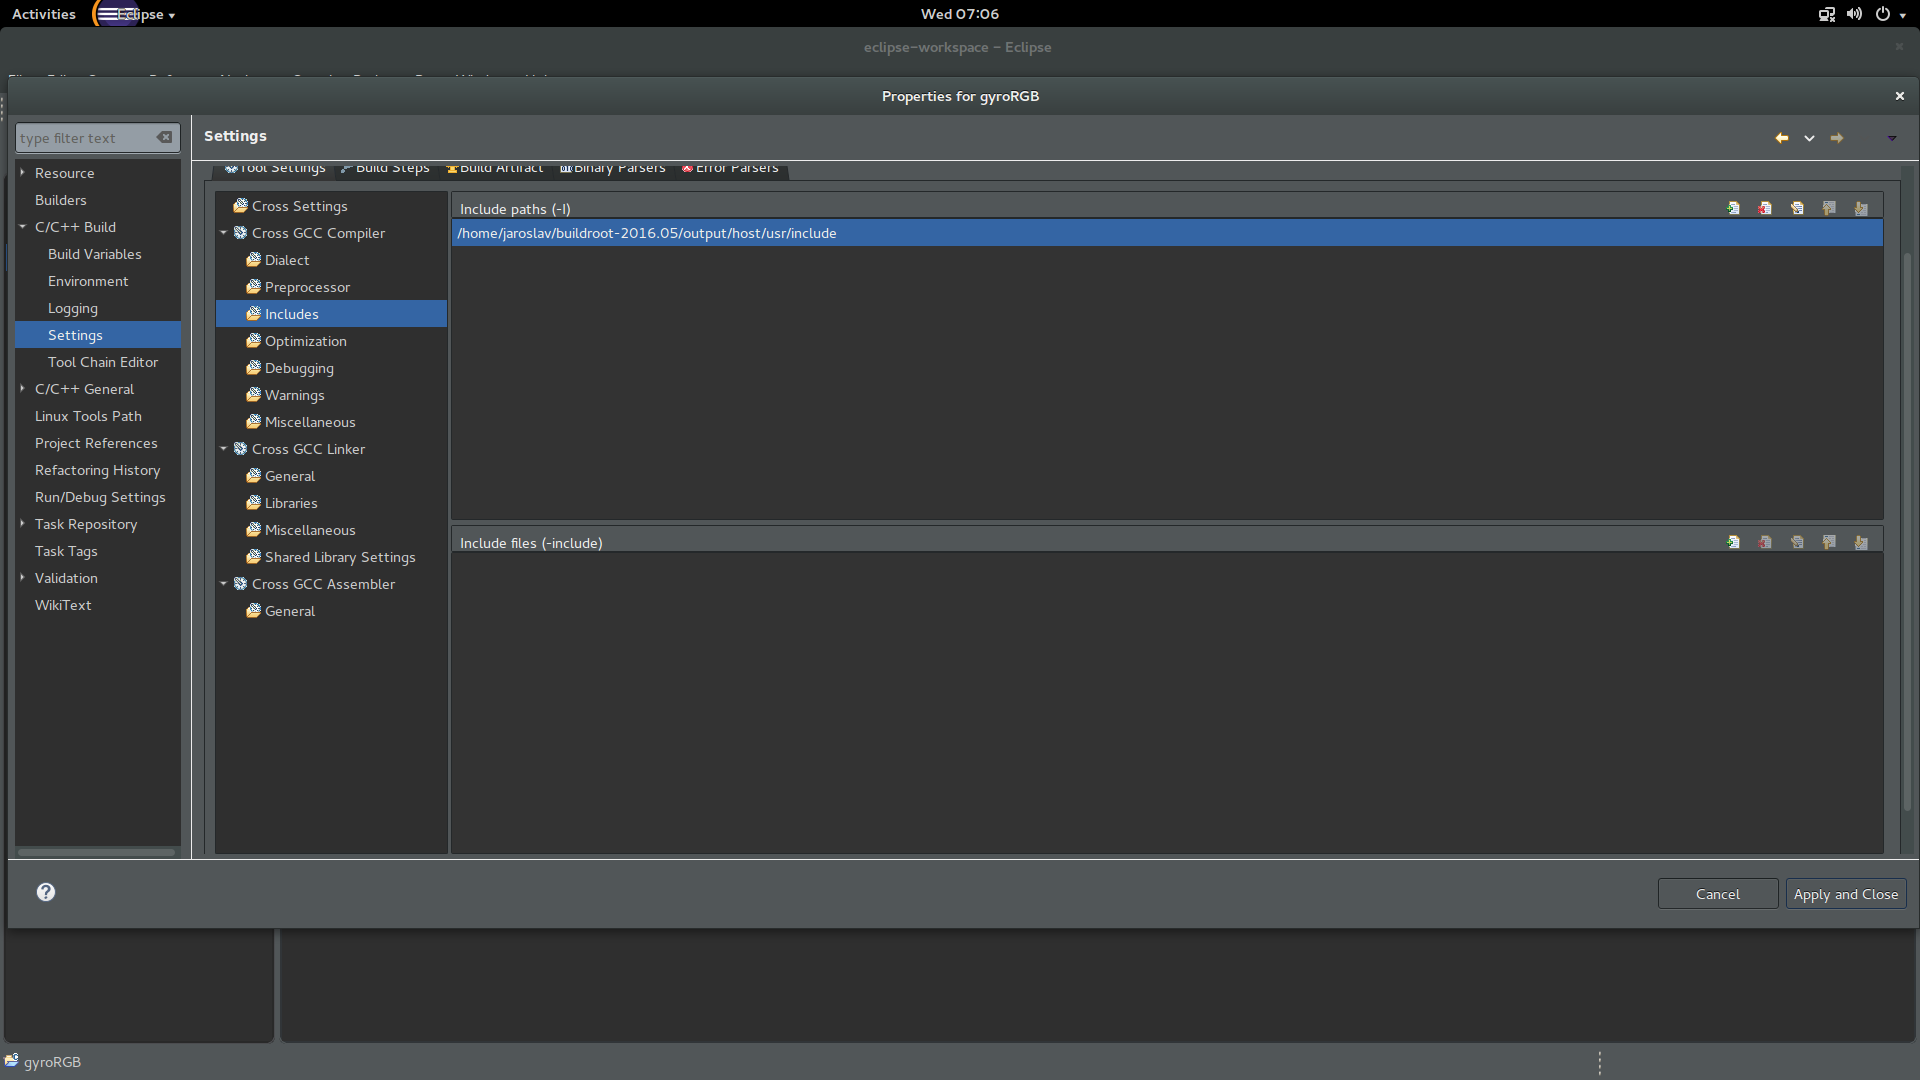 Activities
Eclipse
Wed 07:06
eclipse-workspace - Eclipse
Properties for gyroRGB
type filter text
Settings
Resource
Builders
C/C++ Build
Build Variables
Environment
Logging
Settings
Tool Chain Editor
C/C++ General
Linux Tools Path
Project References
Refactoring History
Run/Debug Settings
Task Repository
Task Tags
Validation
WikiText
Tool Settings
Build Steps
Build Artifact
Binary Parsers
Error Parsers
Cross Settings
Cross GCC Compiler
Dialect
Preprocessor
Includes
Optimization
Debugging
Warnings
Miscellaneous
Cross GCC Linker
General
Libraries
Miscellaneous
Shared Library Settings
Cross GCC Assembler
General
Include paths (-I)
/home/jaroslav/buildroot-2016.05/output/host/usr/include
Include files (-include)
Cancel
Apply and Close
gyroRGB